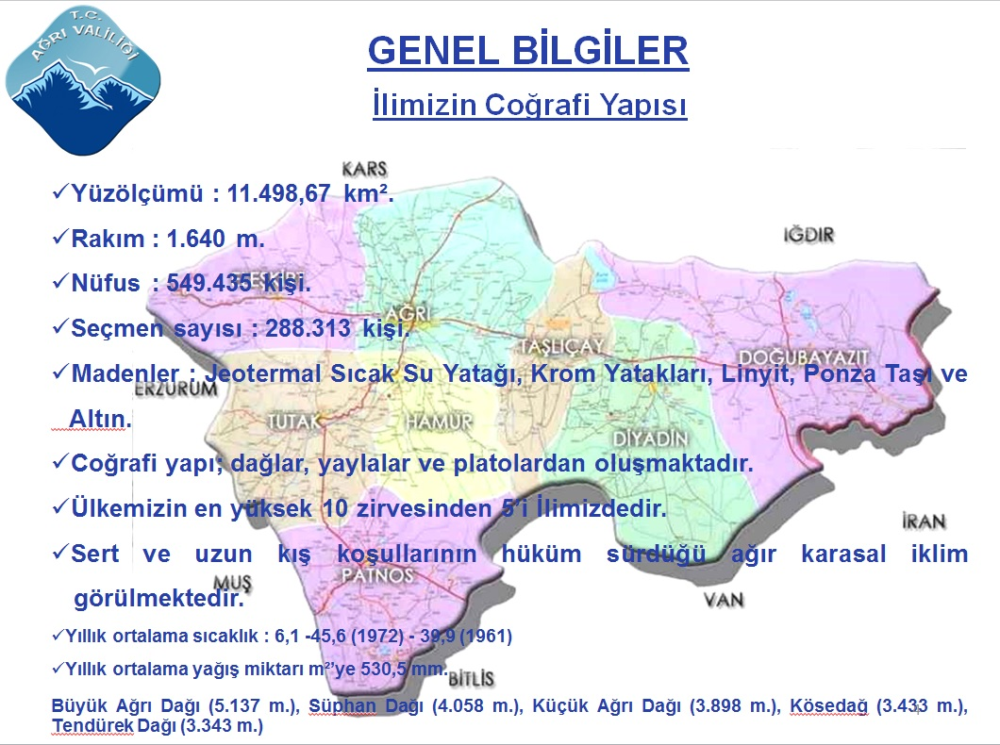 T.C.
AĞRI VALİLİĞİ
GENEL BİLGİLER
İlimizin Coğrafi Yapısı
KARS
✓Yüzölçümü : 11.498,67 km².
IĞDIR
✓Rakım : 1.640 m.
✓Nüfus : 549.435 kişi.
AĞRI
✓Seçmen sayısı : 288.313 kişi.
TAŞLIÇAY
DOĞUBAYAZIT
✓Madenler : Jeotermal Sıcak Su Yatağı, Krom Yatakları, Linyit, Ponza Taşı ve
ERZURUM
Altın.
TUTAK
HAMUR
DİYADİN
✓Coğrafi yapı; dağlar, yaylalar ve platolardan oluşmaktadır.
✓Ülkemizin en yüksek 10 zirvesinden 5'i İlimizdedir.
İRAN
✓Sert ve uzun kış koşullarının hüküm sürdüğü ağır karasal iklim
PATNOS
MUŞ
görülmektedir.
VAN
✓Yıllık ortalama sıcaklık : 6,1 -45,6 (1972) - 39,9 (1961)
✓Yıllık ortalama yağış miktarı m²'ye 530,5 mm.
BİTLİS
Büyük Ağrı Dağı (5.137 m.), Süphan Dağı (4.058 m.), Küçük Ağrı Dağı (3.898 m.), Kösedağ (3.433 m.),
Tendürek Dağı (3.343 m.)